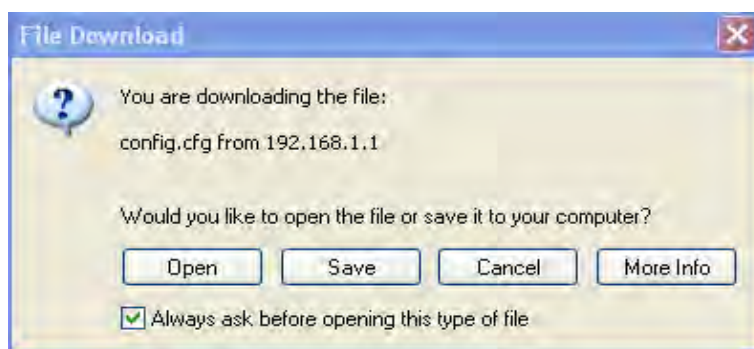 File Download
You are downloading the file:
config.cfg from 192.168.1.1
Would you like to open the file or save it to your computer?
Open Save Cancel More Info
Always ask before opening this type of file